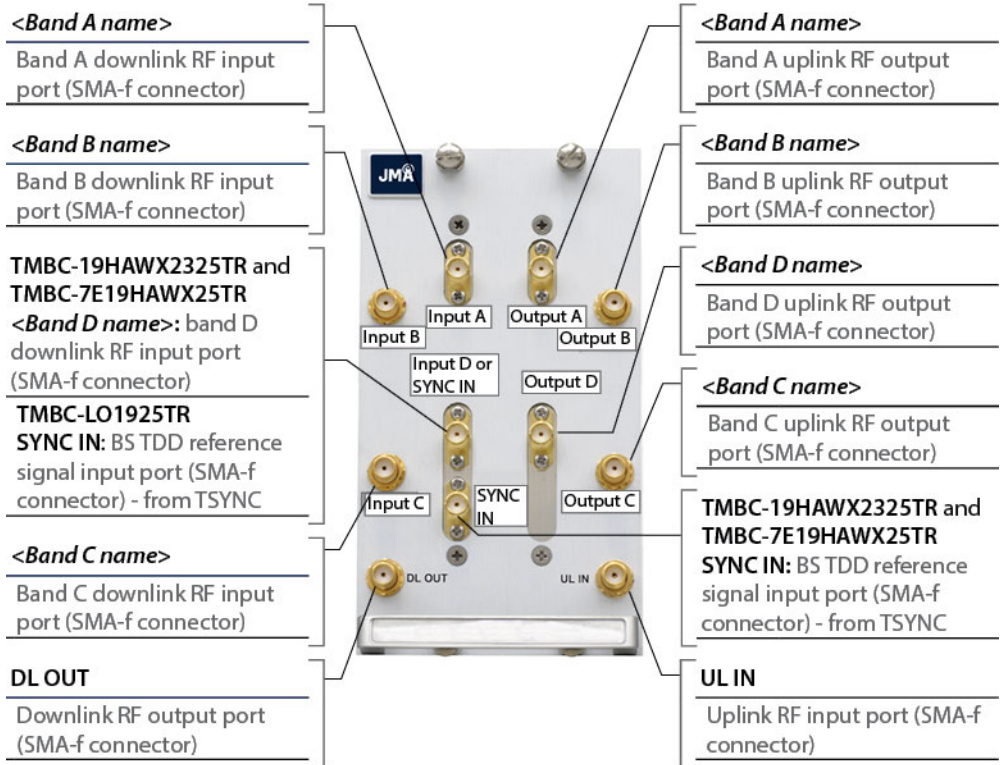 <Band A name>
Band A downlink RF input
port (SMA-f connector)
<Band B name>
Band B downlink RF input
port (SMA-f connector)
TMBC-19HAWX2325TR and
TMBC-7E19HAWX25TR
<Band D name>: band D
downlink RF input port
(SMA-f connector)
TMBC-LO1925TR
SYNC IN: BS TDD reference
signal input port (SMA-f
connector) - from TSYNC
<Band C name>
Band C downlink RF input
port (SMA-f connector)
DL OUT
Downlink RF output port
(SMA-f connector)
JMA
Input A
Output A
Input B
Output B
Input D or
SYNC IN
Output D
Input C
SYNC
IN
Output C
DL OUT
UL IN
<Band A name>
Band A uplink RF output
port (SMA-f connector)
<Band B name>
Band B uplink RF output
port (SMA-f connector)
<Band D name>
Band D uplink RF output
port (SMA-f connector)
<Band C name>
Band C uplink RF output
port (SMA-f connector)
TMBC-19HAWX2325TR and
TMBC-7E19HAWX25TR
SYNC IN: BS TDD reference
signal input port (SMA-f
connector) - from TSYNC
UL IN
Uplink RF input port (SMA-f
connector)